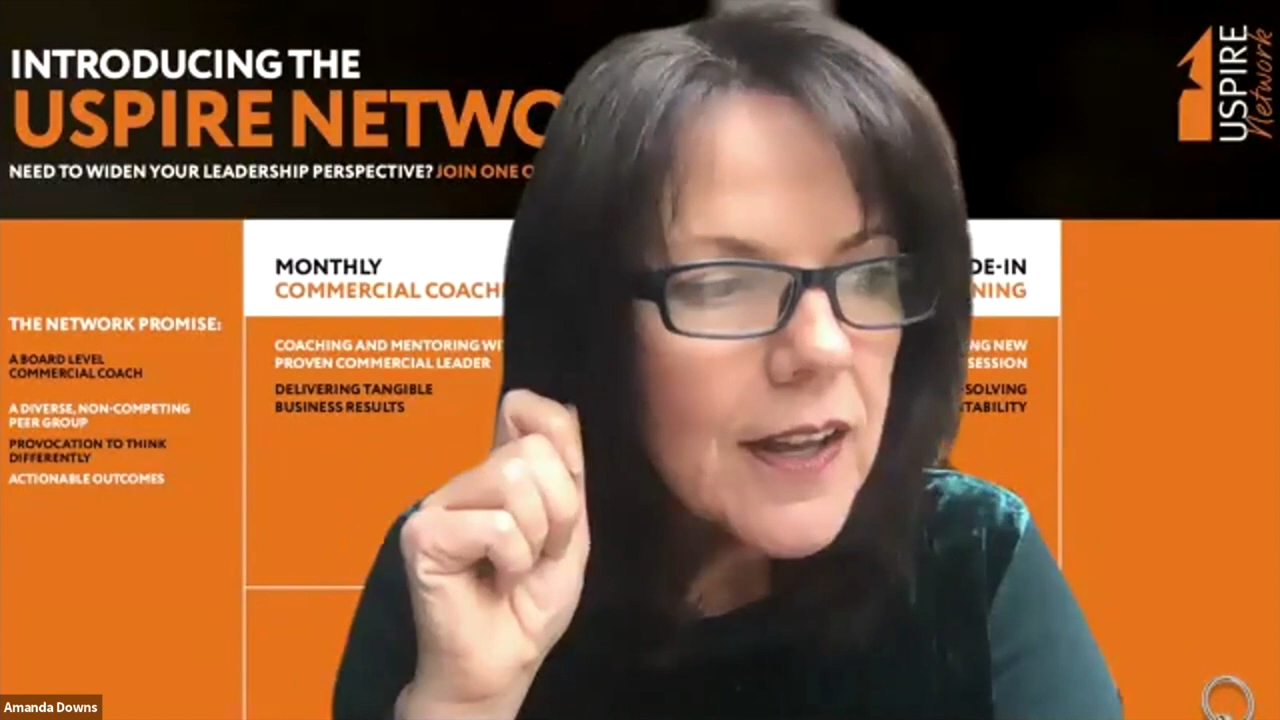 INTRODUCING THE
USPIRE NETWO
NEED TO WIDEN YOUR LEADERSHIP PERSPECTIVE? JOIN ONE
USPIRE
Network
MONTHLY
COMMERCIAL COACH
DE-IN
NING
THE NETWORK PROMISE:
A BOARD LEVEL
COMMERCIAL COACH
A DIVERSE, NON-COMPETING
PEER GROUP
PROVOCATION TO THINK
DIFFERENTLY
ACTIONABLE OUTCOMES
COACHING AND MENTORING WI
PROVEN COMMERCIAL LEADER
DELIVERING TANGIBLE
BUSINESS RESULTS
NG NEW
SESSION
-SOLVING
TABILITY
Amanda Downs